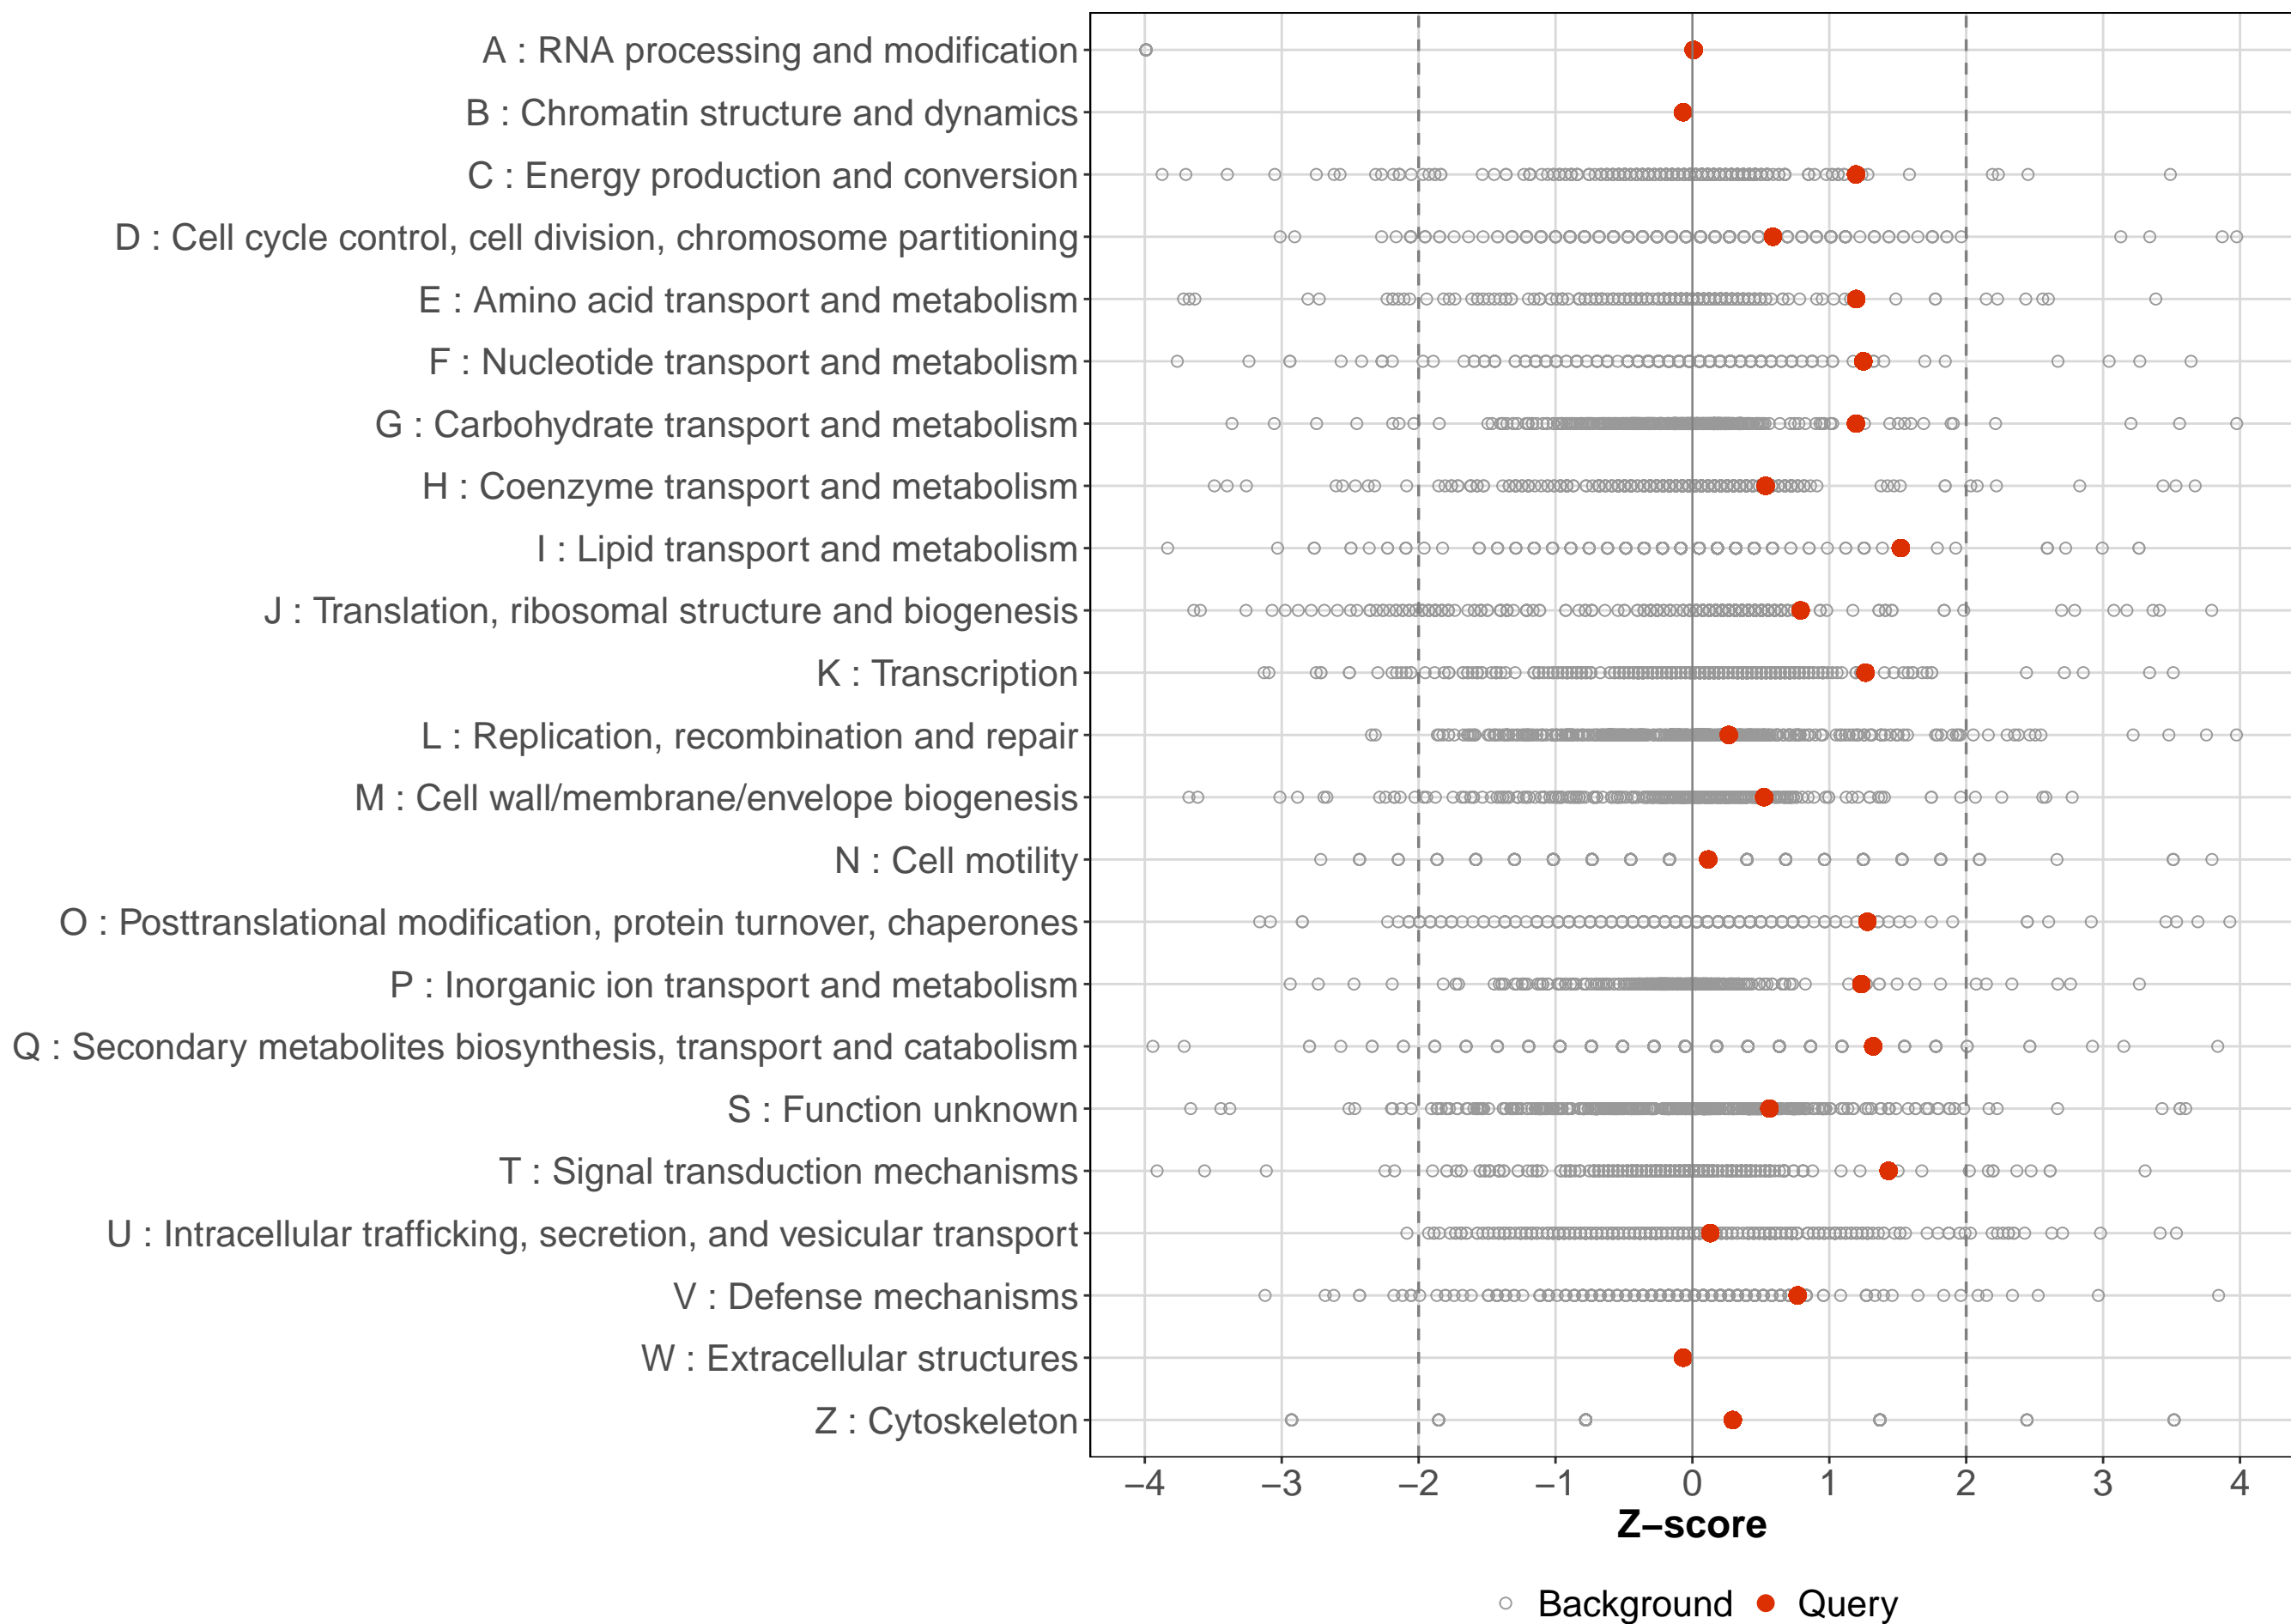 A : RNA processing and modification
B : Chromatin structure and dynamics
C : Energy production and conversion
D : Cell cycle control, cell division, chromosome partitioning
E : Amino acid transport and metabolism
F : Nucleotide transport and metabolism
G : Carbohydrate transport and metabolism
H : Coenzyme transport and metabolism
I : Lipid transport and metabolism
J : Translation, ribosomal structure and biogenesis
K : Transcription
L : Replication, recombination and repair
M : Cell wall/membrane/envelope biogenesis
N : Cell motility
O : Posttranslational modification, protein turnover, chaperones
P : Inorganic ion transport and metabolism
Q : Secondary metabolites biosynthesis, transport and catabolism
S : Function unknown
T : Signal transduction mechanisms
U : Intracellular trafficking, secretion, and vesicular transport
V : Defense mechanisms
W : Extracellular structures
Z : Cytoskeleton
−4 −3 −2 −1 0 1 2 3 4
Z−score
Background Query